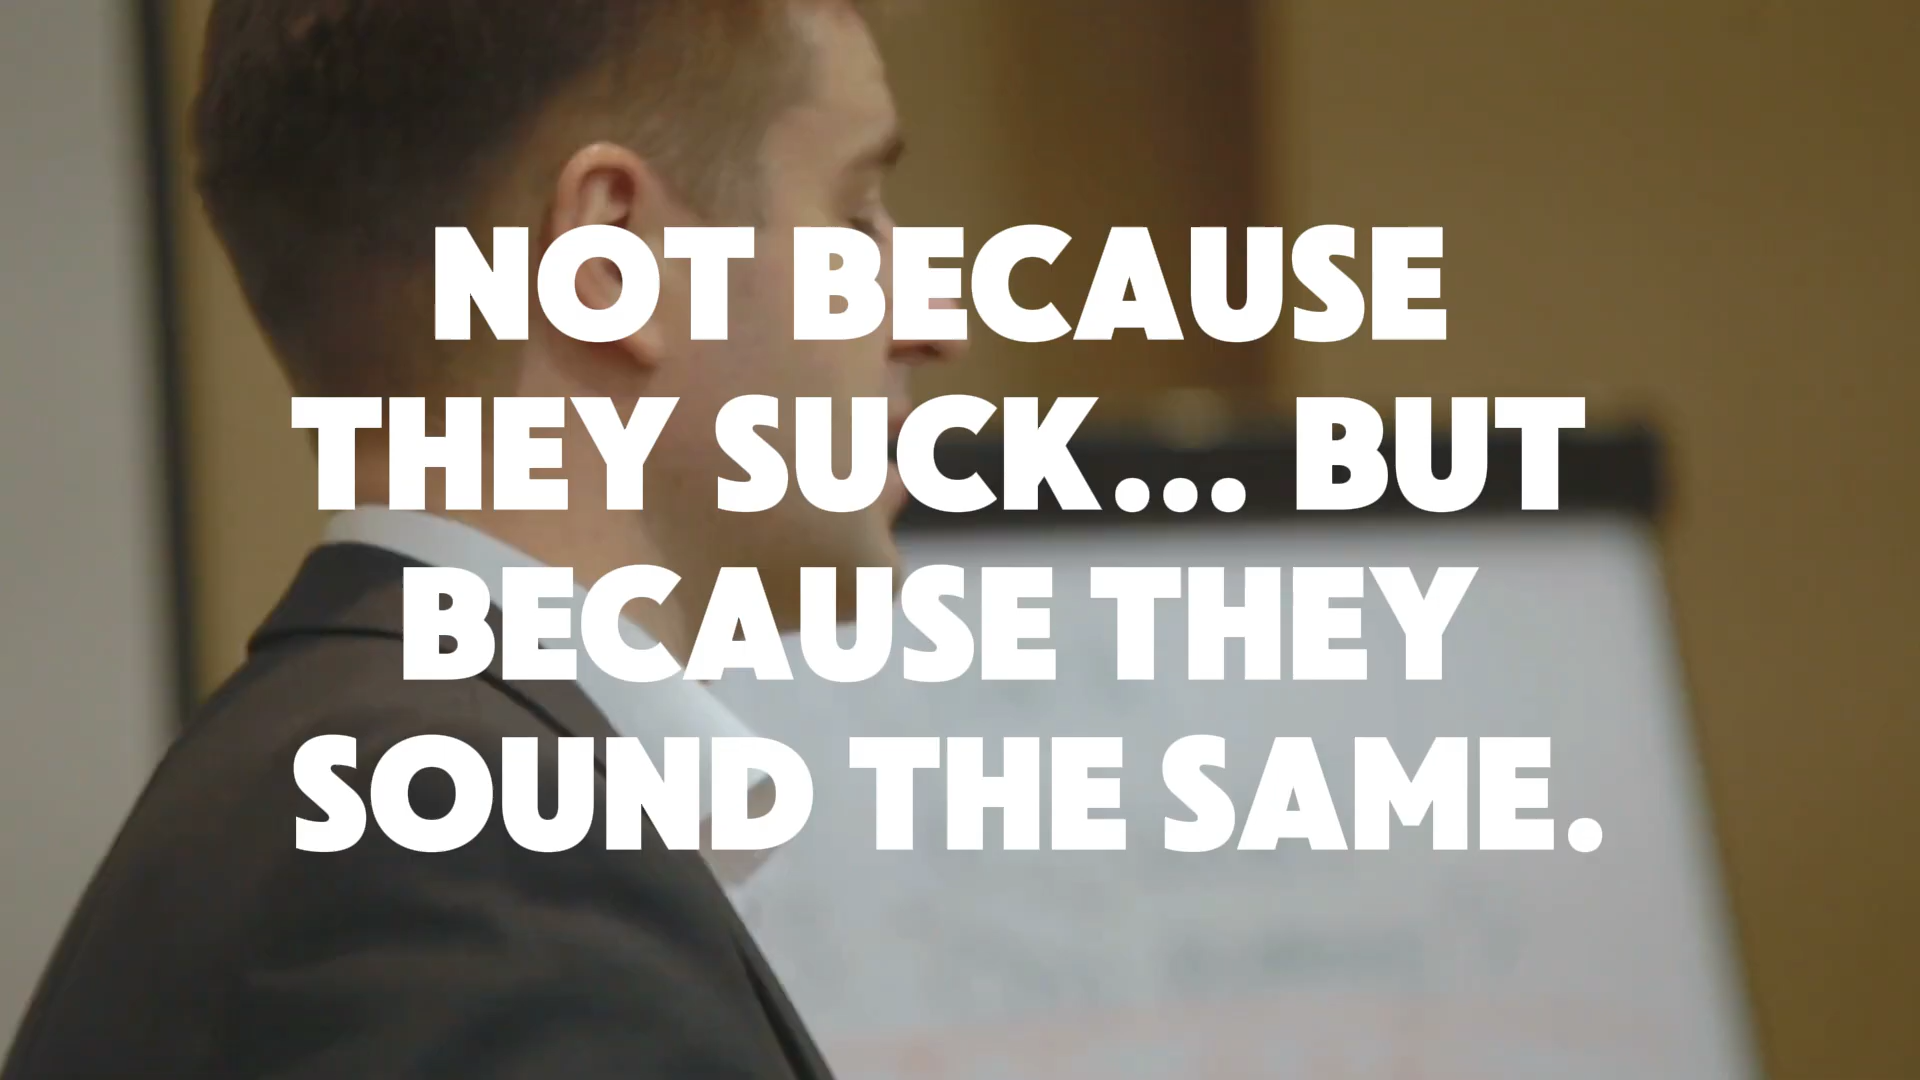 NOT BECAUSE
THEY SUCK... BUT
BECAUSE THEY
SOUND THE SAME.